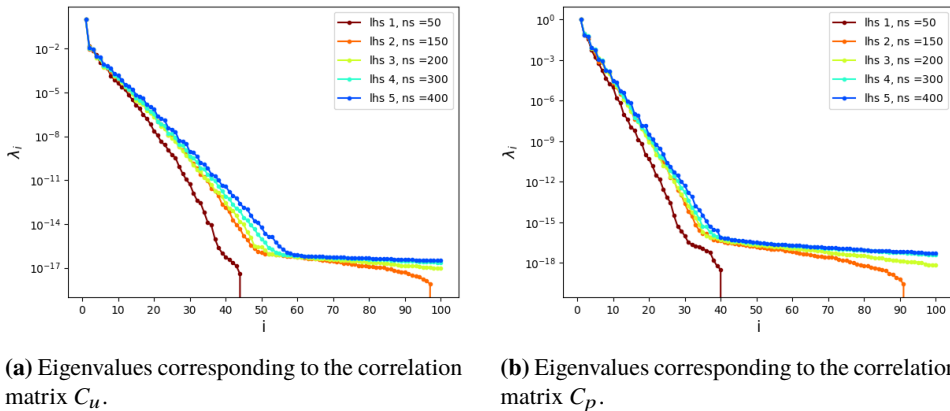 10⁻²
10⁻⁵
10⁻⁸
10⁻¹¹
10⁻¹⁴
10⁻¹⁷
λᵢ
0 10 20 30 40 50 60 70 80 90 100
i
lhs 1, ns =50
lhs 2, ns =150
lhs 3, ns =200
lhs 4, ns =300
lhs 5, ns =400
(a) Eigenvalues corresponding to the correlation
matrix Cᵤ.
10⁰
10⁻³
10⁻⁶
10⁻⁹
10⁻¹²
10⁻¹⁵
10⁻¹⁸
λᵢ
0 10 20 30 40 50 60 70 80 90 100
i
lhs 1, ns =50
lhs 2, ns =150
lhs 3, ns =200
lhs 4, ns =300
lhs 5, ns =400
(b) Eigenvalues corresponding to the correlation
matrix Cₚ.